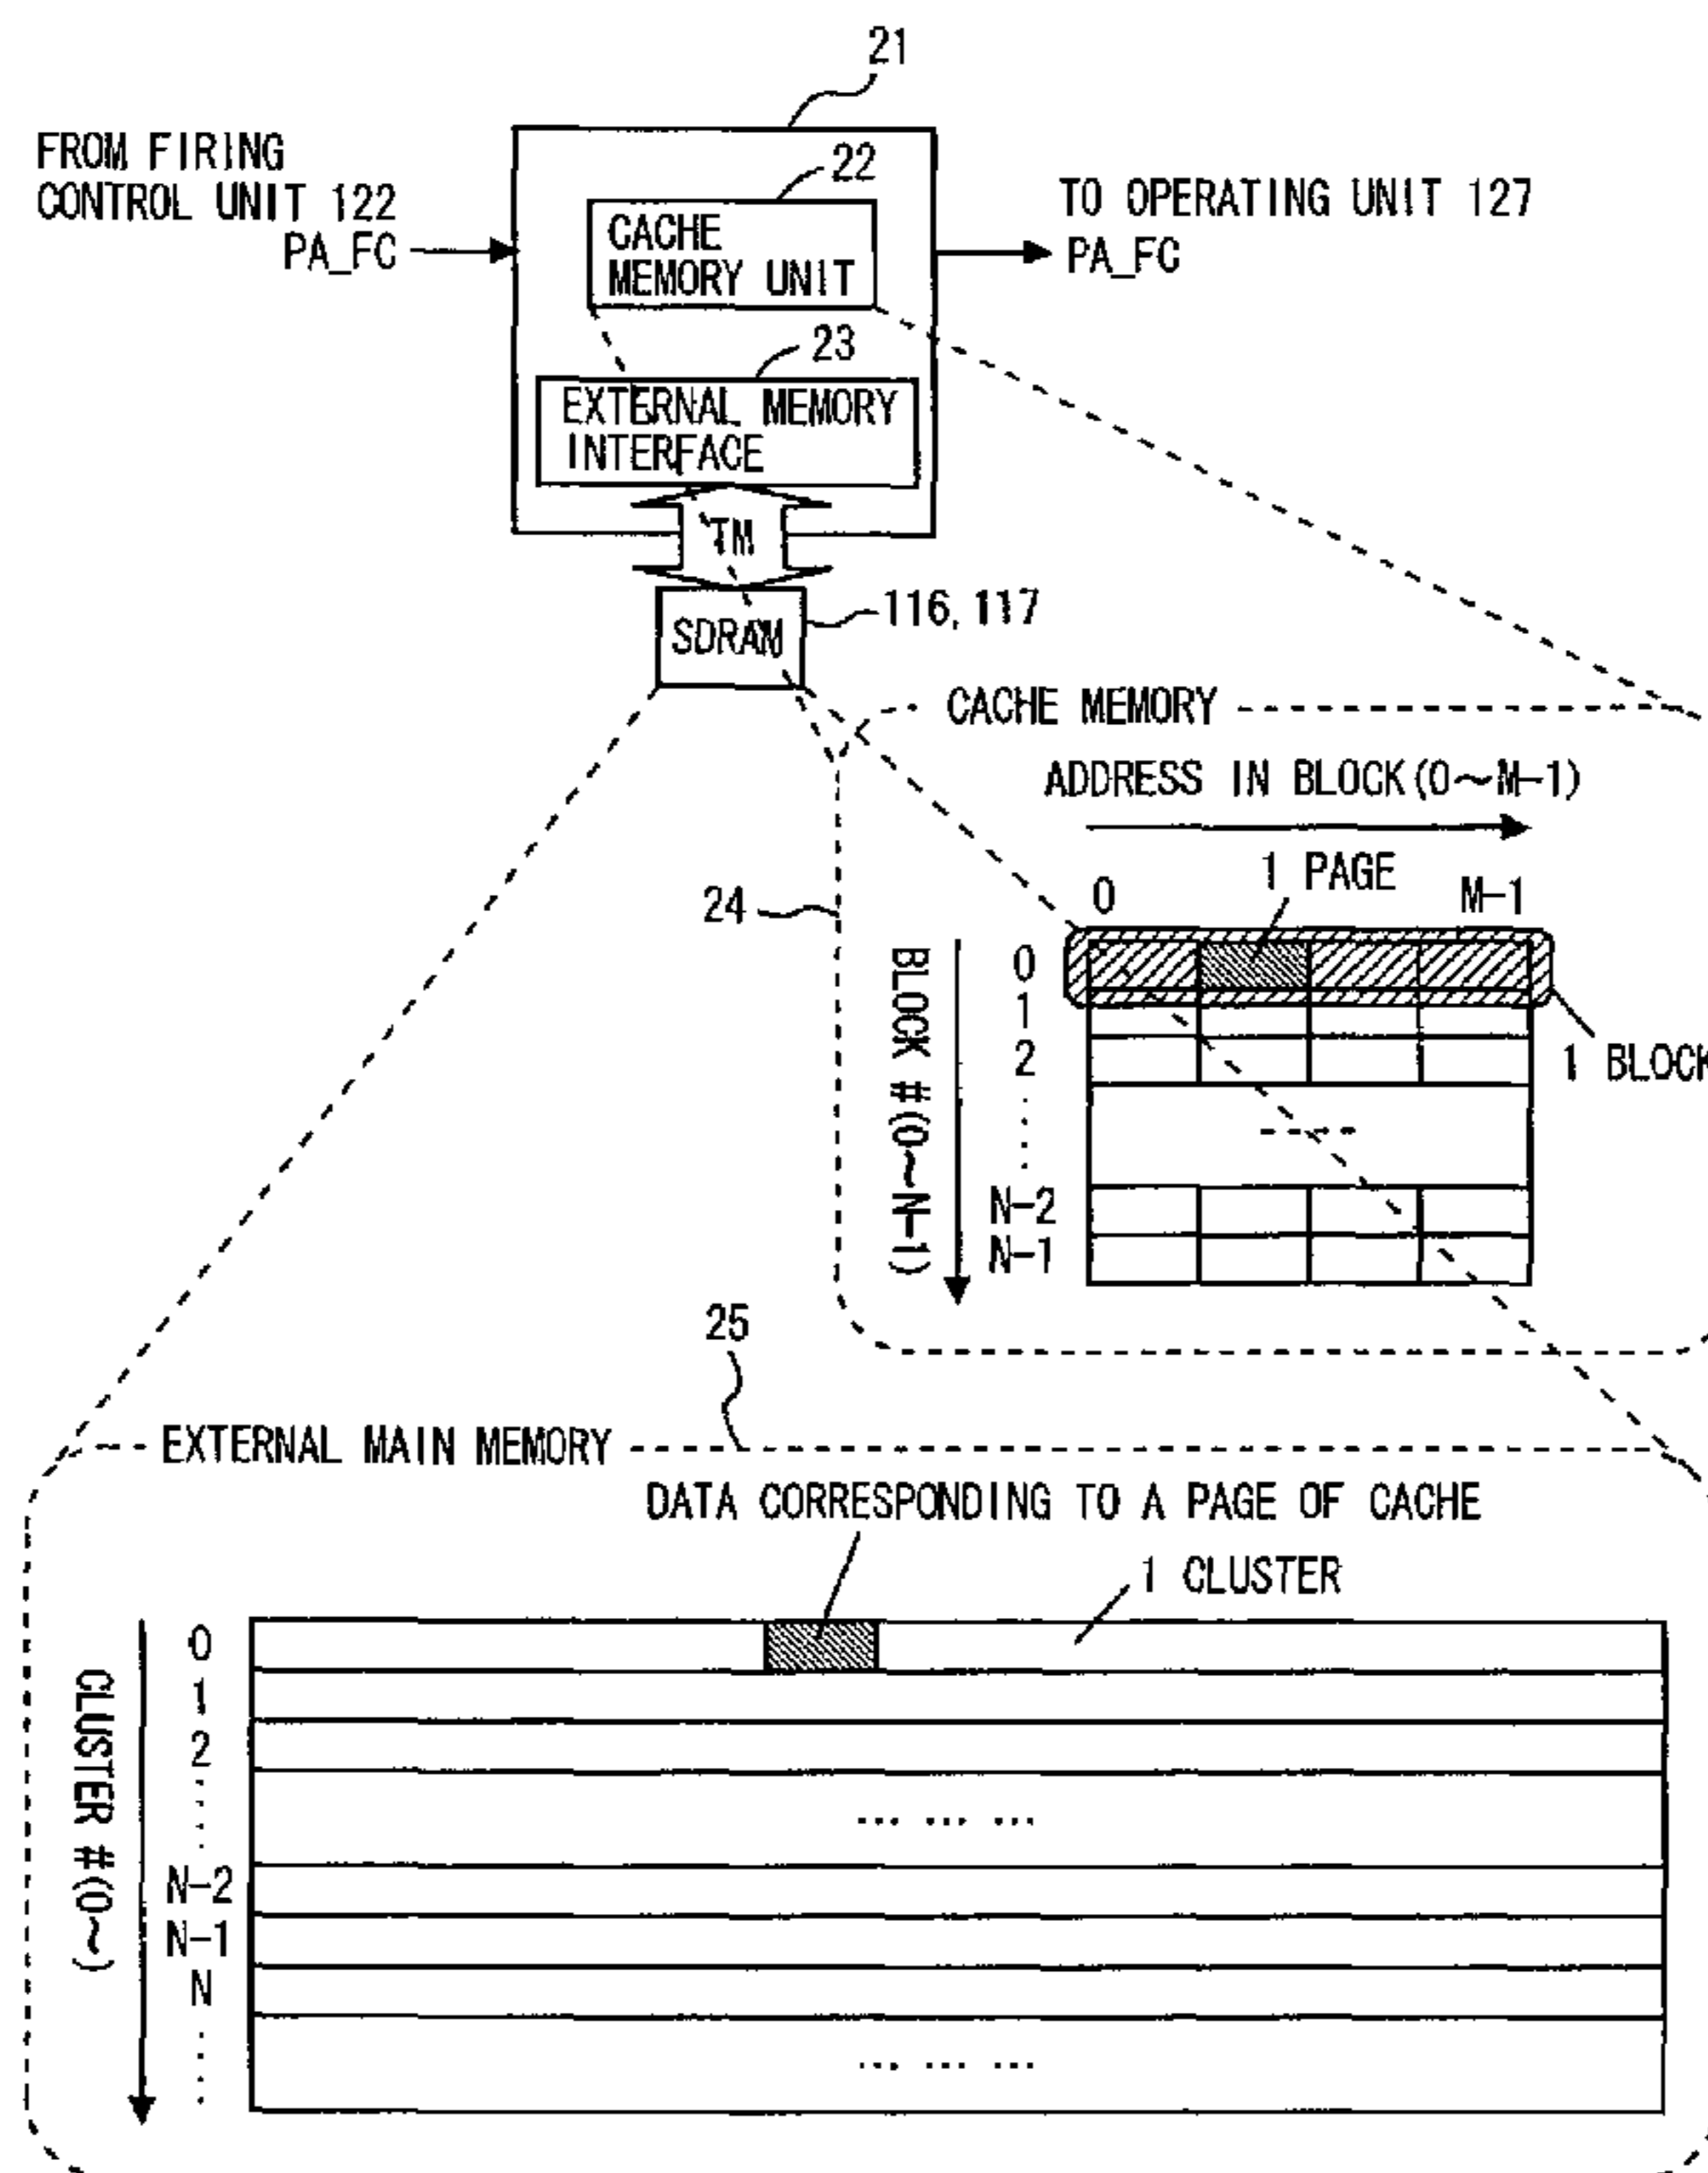 21
FROM FIRING
CONTROL UNIT 122
PA_FC
22
CACHE
MEMORY UNIT
TO OPERATING UNIT 127
PA_FC
23
EXTERNAL MEMORY
INTERFACE
TM
SDRAM
116, 117
CACHE MEMORY
ADDRESS IN BLOCK(0~M-1)
1 PAGE
0
M-1
24
BLOCK #(0~N-1)
0
1
2
N-2
N-1
1 BLOCK
25
EXTERNAL MAIN MEMORY
DATA CORRESPONDING TO A PAGE OF CACHE
1 CLUSTER
CLUSTER #(0~)
0
1
2
... ... ...
N-2
N-1
N
... ... ...